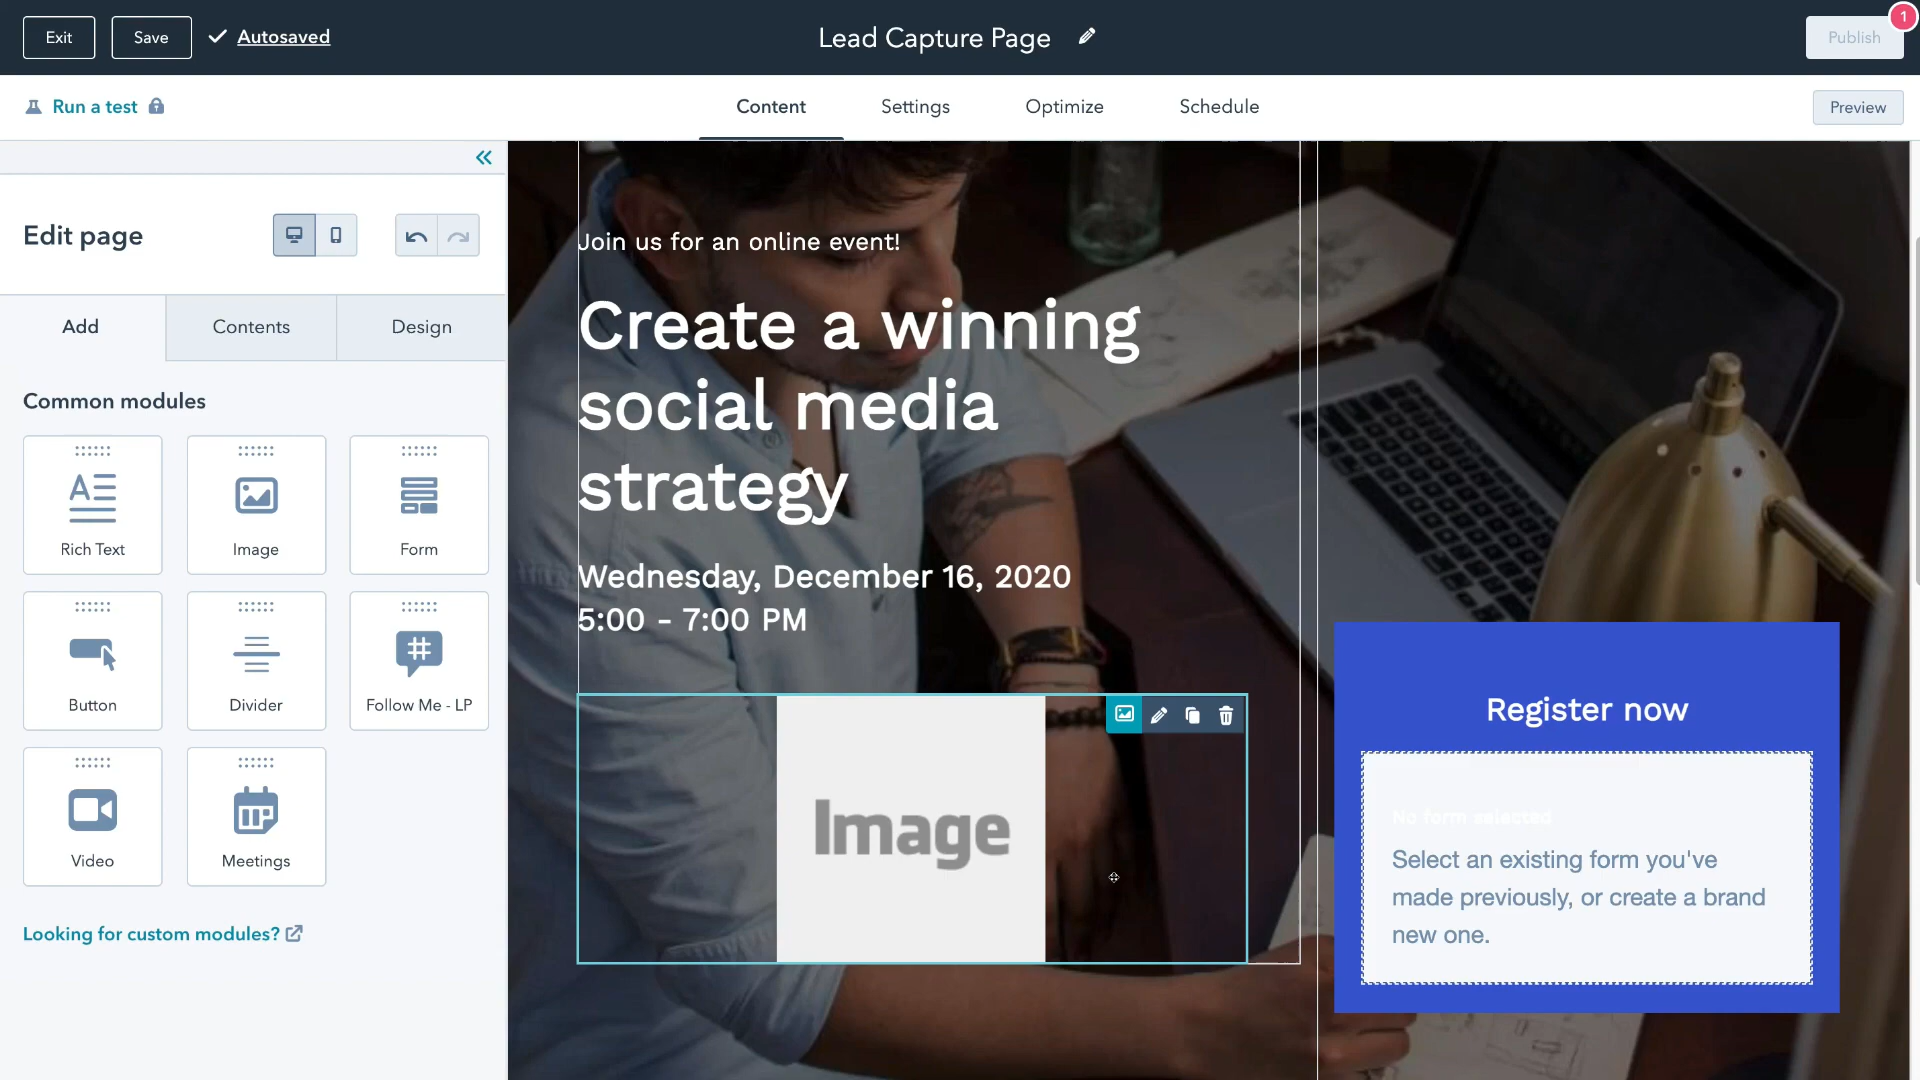 Exit
Save
Autosaved
Lead Capture Page
Publish
1
Run a test
Content
Settings
Optimize
Schedule
Preview
Edit page
Add
Contents
Design
Common modules
Rich Text
Image
Form
Button
Divider
Follow Me - LP
Video
Meetings
Looking for custom modules?
Join us for an online event!
Create a winning
social media
strategy
Wednesday, December 16, 2020
5:00 - 7:00 PM
Image
Register now
No form selected
Select an existing form you've
made previously, or create a brand
new one.